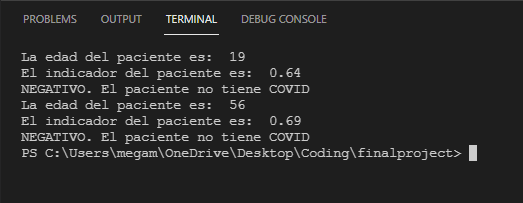 PROBLEMS OUTPUT TERMINAL DEBUG CONSOLE
La edad del paciente es:  19
El indicador del paciente es:  0.64
NEGATIVO. El paciente no tiene COVID
La edad del paciente es:  56
El indicador del paciente es:  0.69
NEGATIVO. El paciente no tiene COVID
PS C:\Users\megam\OneDrive\Desktop\Coding\finalproject>